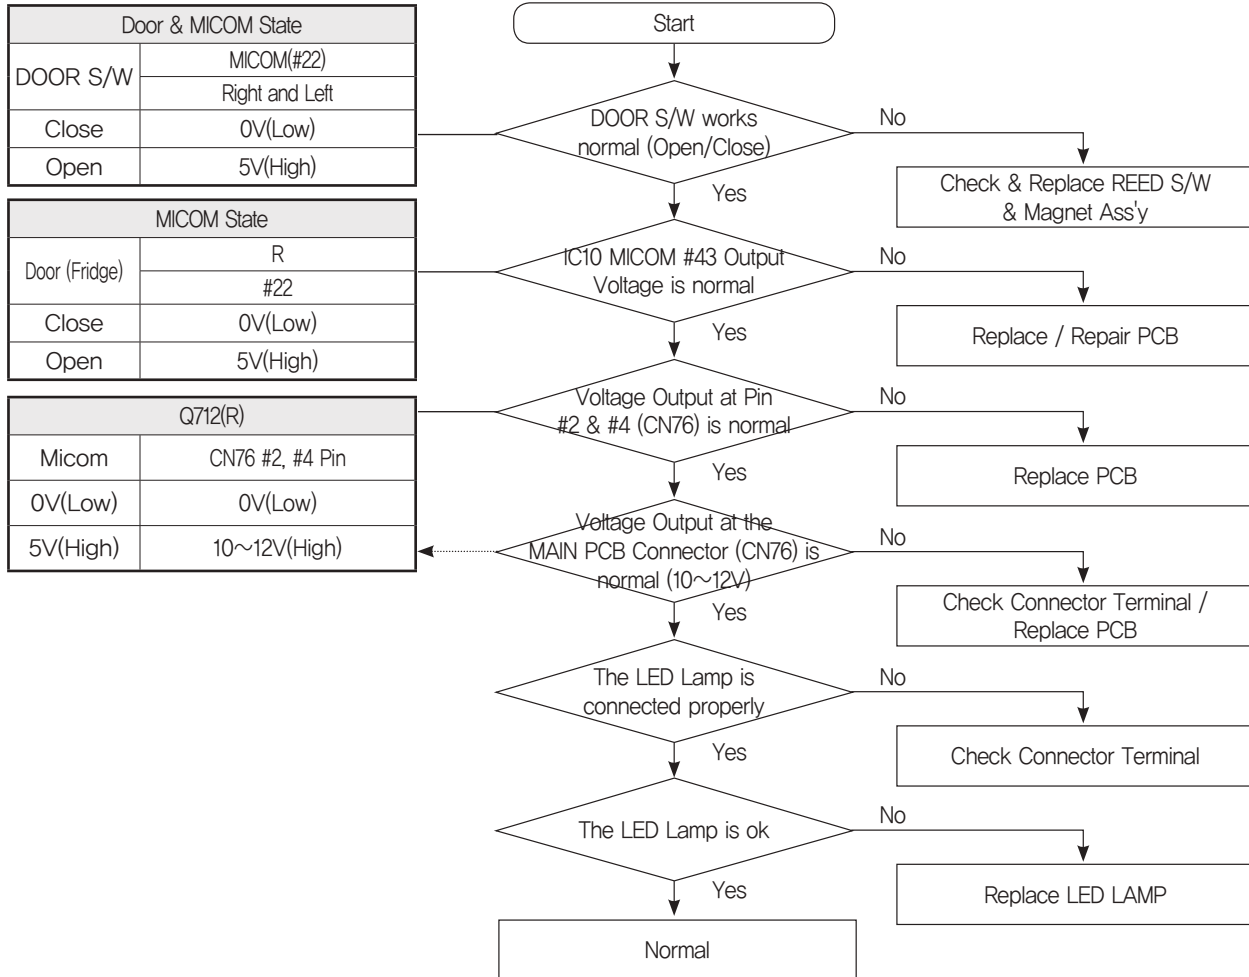 Door & MICOM State
DOOR S/W
MICOM(#22)
Right and Left
Close
0V(Low)
Open
5V(High)
MICOM State
Door (Fridge)
R
#22
Close
0V(Low)
Open
5V(High)
Q712(R)
Micom
CN76 #2, #4 Pin
0V(Low)
0V(Low)
5V(High)
10~12V(High)
Start
DOOR S/W works
normal (Open/Close)
No
Check & Replace REED S/W
& Magnet Ass'y
Yes
IC10 MICOM #43 Output
Voltage is normal
No
Replace / Repair PCB
Yes
Voltage Output at Pin
#2 & #4 (CN76) is normal
No
Replace PCB
Yes
Voltage Output at the
MAIN PCB Connector (CN76) is
normal (10~12V)
No
Check Connector Terminal /
Replace PCB
Yes
The LED Lamp is
connected properly
No
Check Connector Terminal
Yes
The LED Lamp is ok
No
Replace LED LAMP
Yes
Normal